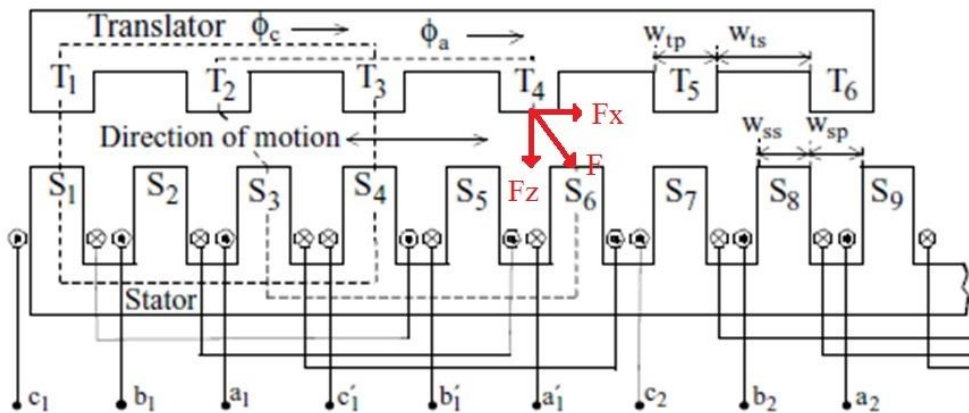 Translator ϕc ϕa wtp wts
T1 T2 T3 T4 T5 T6
Direction of motion Fx
wss wsp
F
Fz
S1 S2 S3 S4 S5 S6 S7 S8 S9
Stator
c1 b1 a1 c′1 b′1 a′1 c2 b2 a2